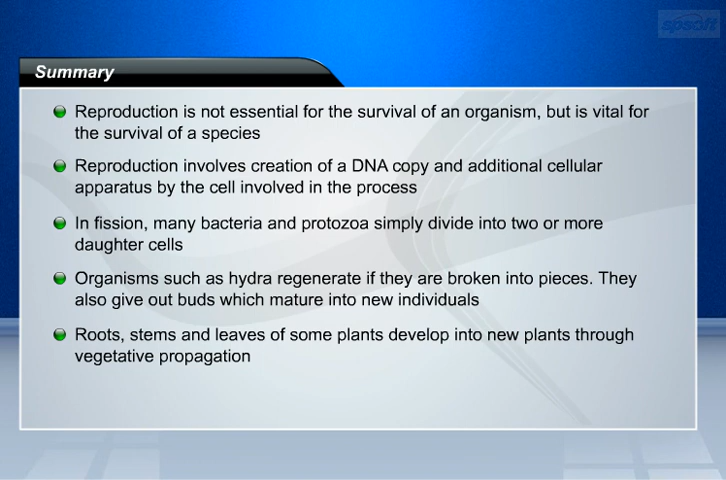 spsoft
Summary
Reproduction is not essential for the survival of an organism, but is vital for
the survival of a species
Reproduction involves creation of a DNA copy and additional cellular
apparatus by the cell involved in the process
In fission, many bacteria and protozoa simply divide into two or more
daughter cells
Organisms such as hydra regenerate if they are broken into pieces. They
also give out buds which mature into new individuals
Roots, stems and leaves of some plants develop into new plants through
vegetative propagation